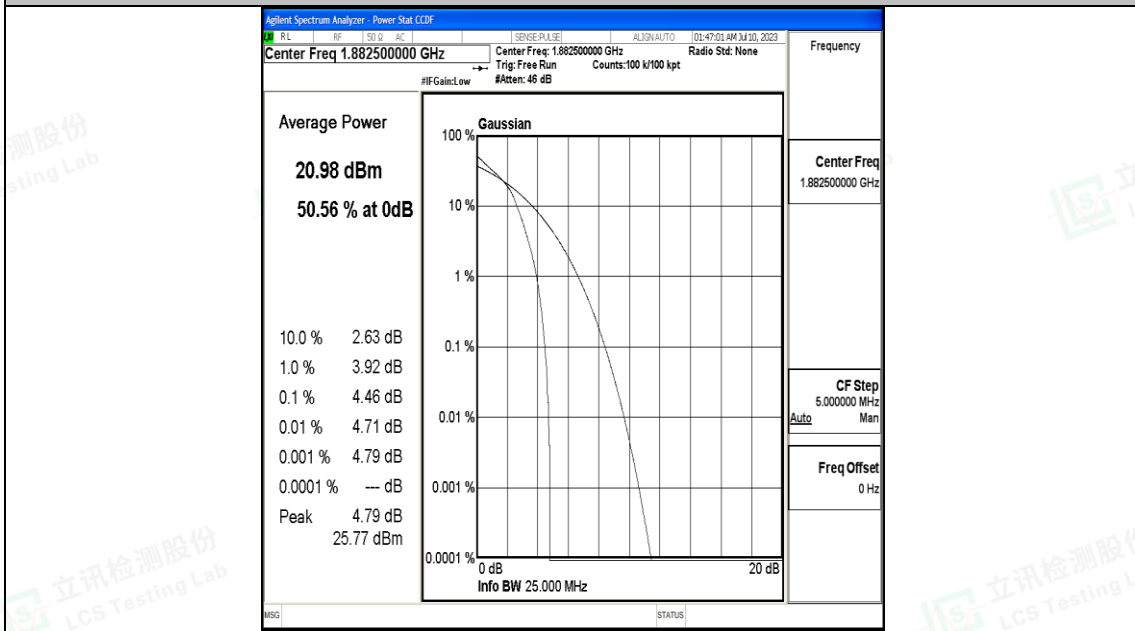 Agilent Spectrum Analyzer - Power Stat CCDF
RL RF 50 Ω AC SENSE:PULSE ALIGN AUTO 01:47:01 AM Jul 10, 2023
Center Freq 1.882500000 GHz
Center Freq: 1.882500000 GHz Radio Std: None
Trig: Free Run Counts:100 k/100 kpt
#IFGain:Low #Atten: 46 dB
Frequency
Average Power
20.98 dBm
50.56 % at 0dB
10.0 % 2.63 dB
1.0 % 3.92 dB
0.1 % 4.46 dB
0.01 % 4.71 dB
0.001 % 4.79 dB
0.0001 % --- dB
Peak 4.79 dB
25.77 dBm
Gaussian
100 %
10 %
1 %
0.1 %
0.01 %
0.001 %
0.0001 %
0 dB 20 dB
Info BW 25.000 MHz
Center Freq
1.882500000 GHz
CF Step
5.000000 MHz
Auto Man
Freq Offset
0 Hz
MSG STATUS
立讯检测股份
LCS Testing Lab